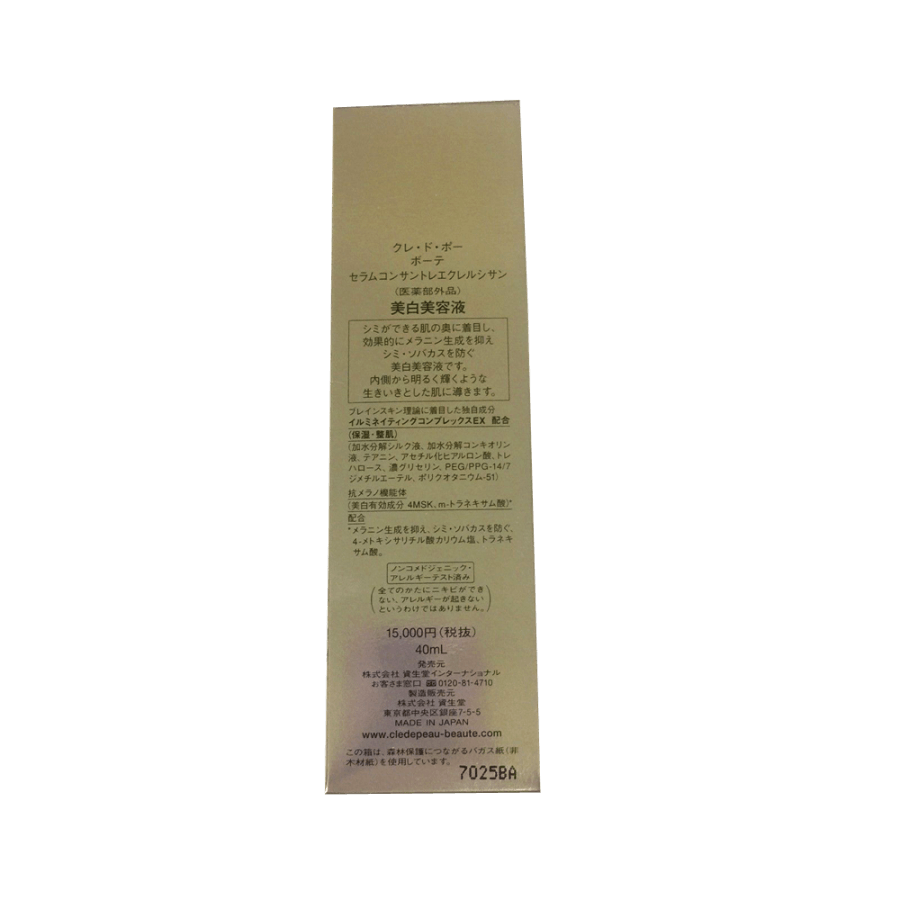 クレ・ド・ポー
ボーテ
セラムコンサントレエクレルシサン
(医薬部外品)
美白美容液
シミができる肌の奥に着目し、
効果的にメラニン生成を抑え
シミ・ソバカスを防ぐ
美白美容液です。
内側から明るく輝くような
生きいきとした肌に導きます。
ブレインスキン理論に着目した独自成分
イルミネイティングコンプレックスEX 配合
(保湿・整肌)
(加水分解シルク液、加水分解コンキオリン
液、テアニン、アセチル化ヒアルロン酸、トレ
ハロース、濃グリセリン、PEG/PPG-14/7
ジメチルエーテル、ポリクオタニウム-51)
抗メラノ機能体
(美白有効成分 4MSK、m-トラネキサム酸)*
配合
*メラニン生成を抑え、シミ・ソバカスを防ぐ、
4-メトキシサリチル酸カリウム塩、トラネキ
サム酸。
ノンコメドジェニック・
アレルギーテスト済み
(全てのかたにニキビができ
ない、アレルギーが起きない
というわけではありません。)
15,000円(税抜)
40mL
発売元
株式会社 資生堂インターナショナル
お客さま窓口 0120-81-4710
製造販売元
株式会社 資生堂
東京都中央区銀座7-5-5
MADE IN JAPAN
www.cledepeau-beaute.com
この箱は、森林保護につながるバガス紙(非
木材紙)を使用しています。
7025BA